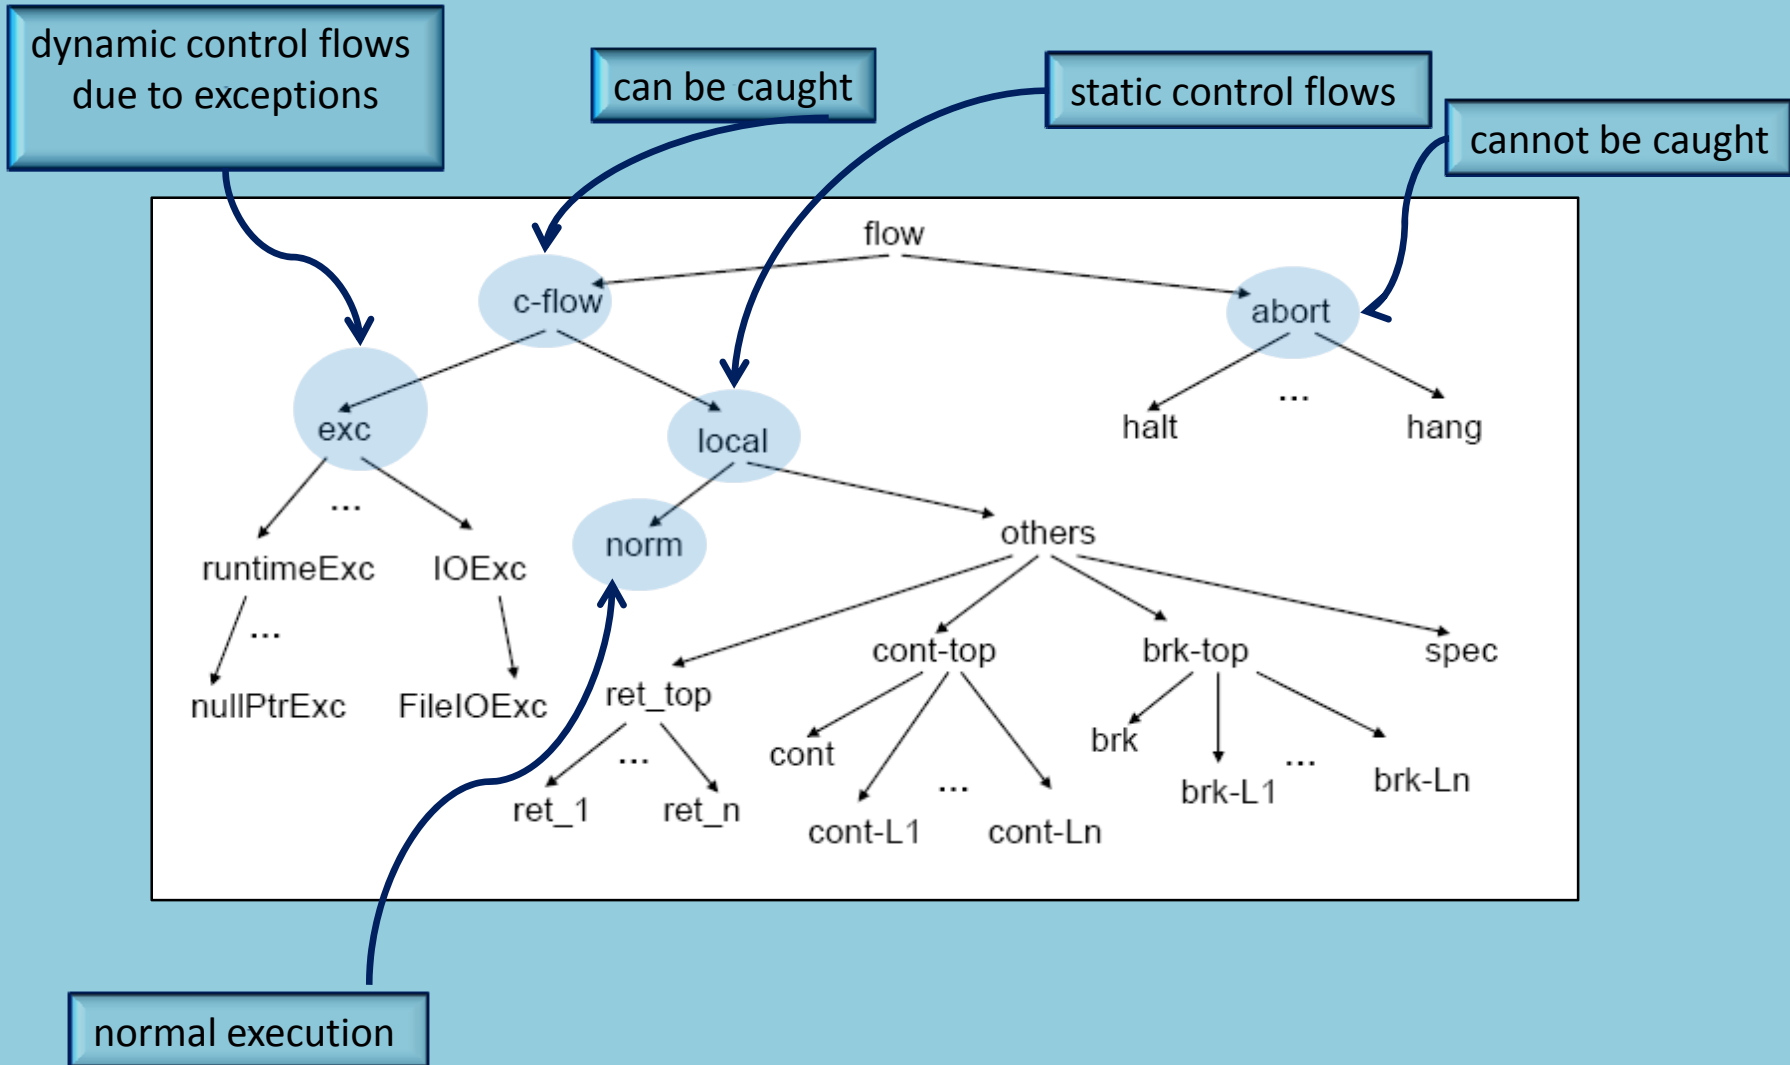 dynamic control flows
due to exceptions
can be caught
static control flows
cannot be caught
flow
c-flow
abort
exc
local
halt
...
hang
...
norm
others
runtimeExc
IOExc
...
cont-top
brk-top
spec
nullPtrExc
FileIOExc
ret_top
cont
brk
...
...
ret_1
ret_n
...
brk-L1
brk-Ln
cont-L1
cont-Ln
normal execution